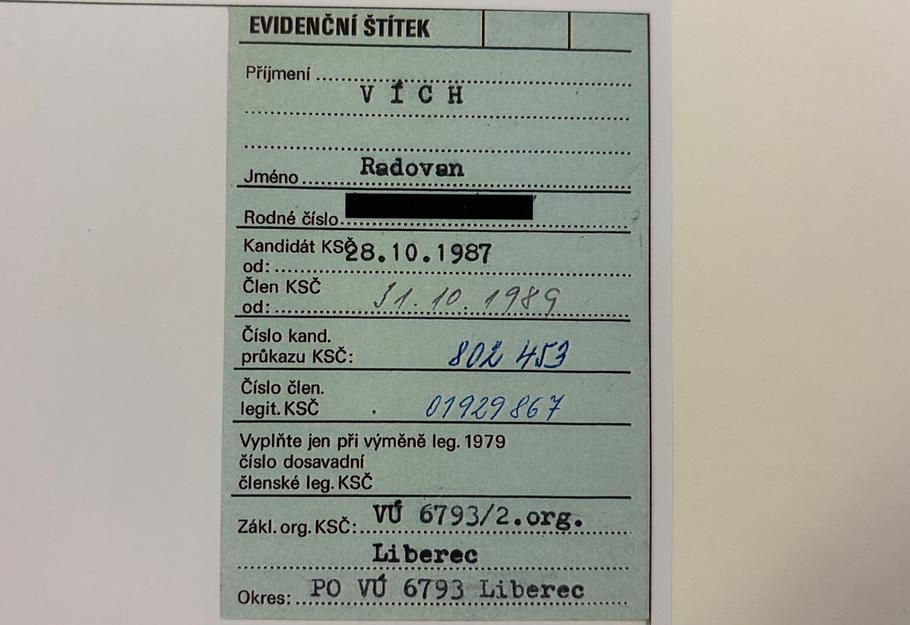 EVIDENČNÍ ŠTÍTEK
Příjmení
VÍCH
Jméno Radovan
Rodné číslo
Kandidát KSČ
od: 28.10.1987
Člen KSČ
od: 31.10.1989
Číslo kand.
průkazu KSČ: 802 453
Číslo člen.
legit. KSČ 01929867
Vyplňte jen při výměně leg. 1979
číslo dosavadní
členské leg. KSČ
Zákl. org. KSČ: VÚ 6793/2.org.
Liberec
Okres: PO VÚ 6793 Liberec